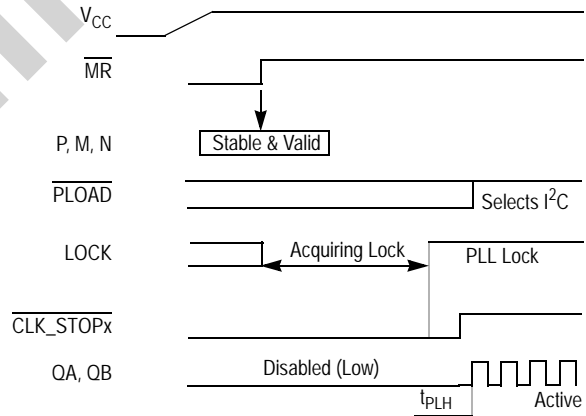 VCC
MR
P, M, N
Stable & Valid
PLOAD
Selects I²C
LOCK
Acquiring Lock
PLL Lock
CLK_STOPx
QA, QB
Disabled (Low)
tPLH
Active